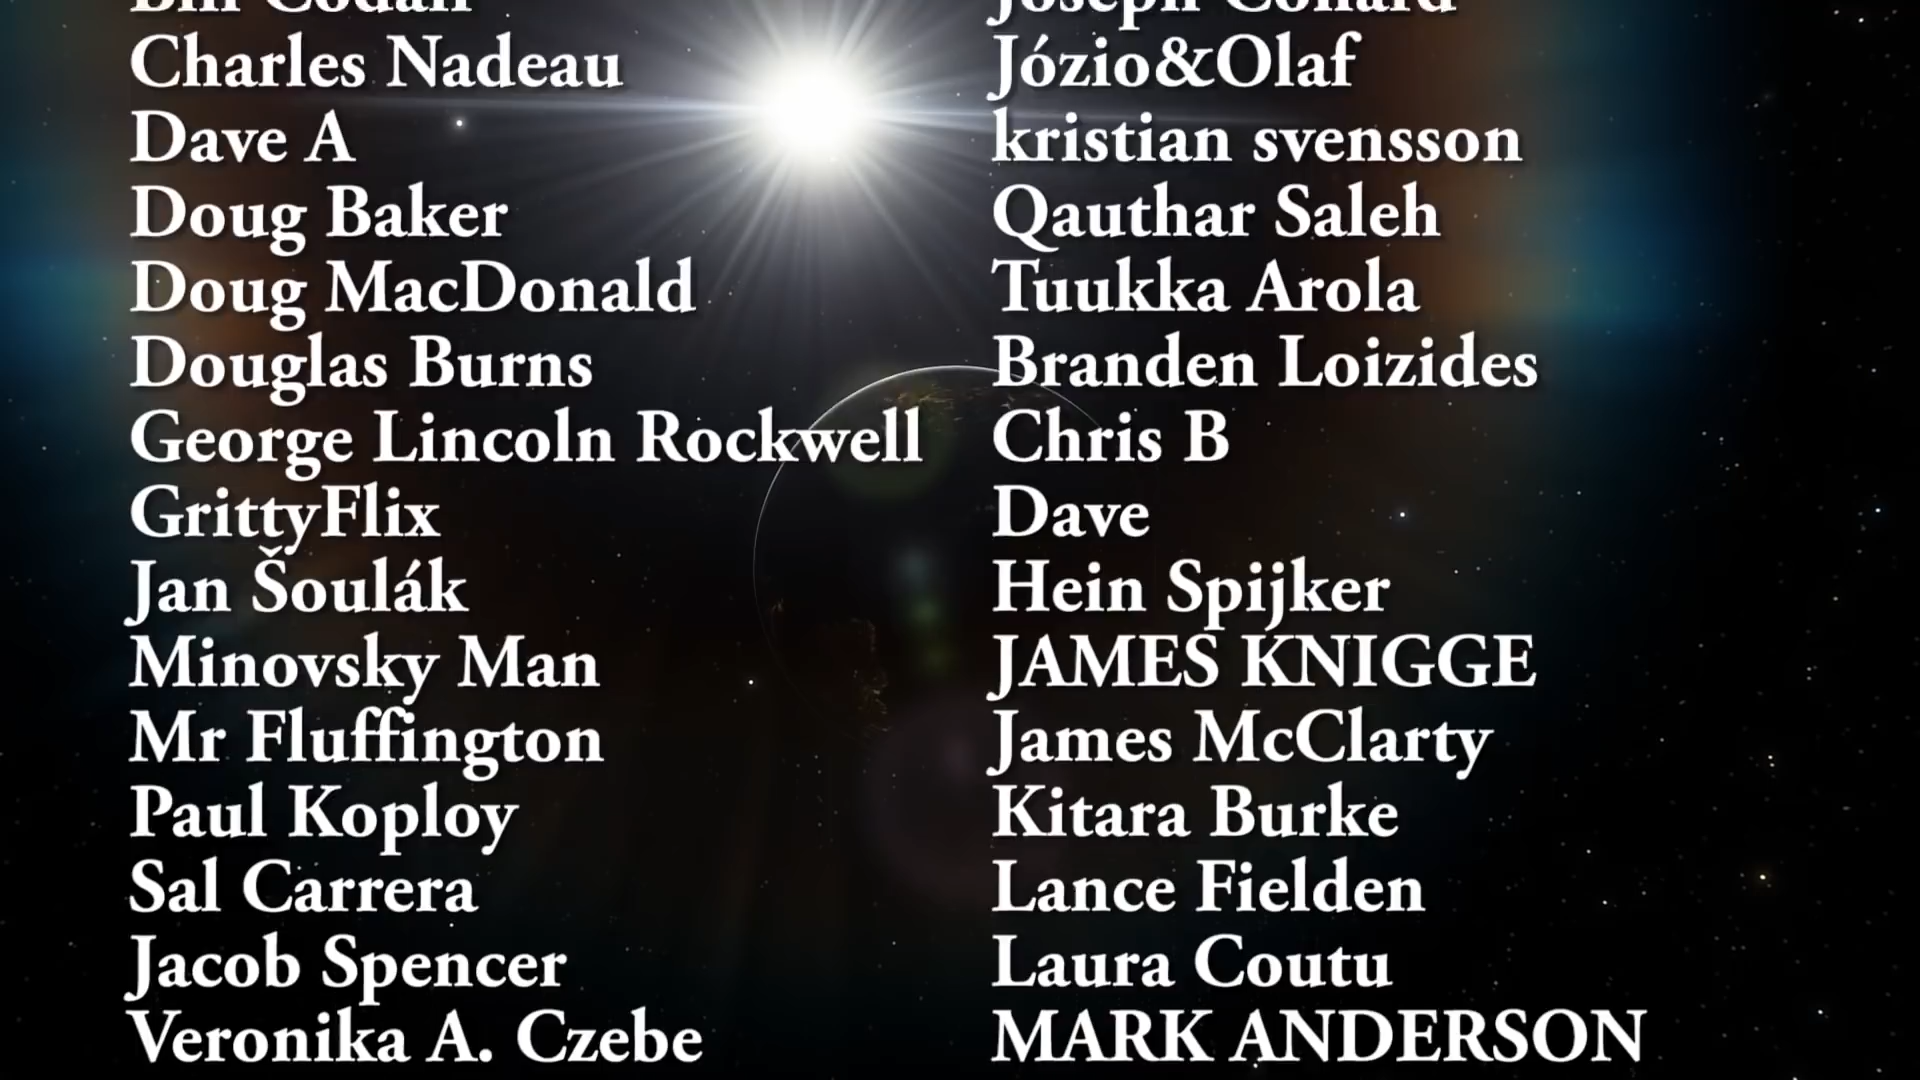 Charles Nadeau
Dave A
Doug Baker
Doug MacDonald
Douglas Burns
George Lincoln Rockwell
GrittyFlix
Jan Šoulák
Minovsky Man
Mr Fluffington
Paul Koploy
Sal Carrera
Jacob Spencer
Veronika A. Czebe
Joseph Conard
Józio&Olaf
kristian svensson
Qauthar Saleh
Tuukka Arola
Branden Loizides
Chris B
Dave
Hein Spijker
JAMES KNIGGE
James McClarty
Kitara Burke
Lance Fielden
Laura Coutu
MARK ANDERSON